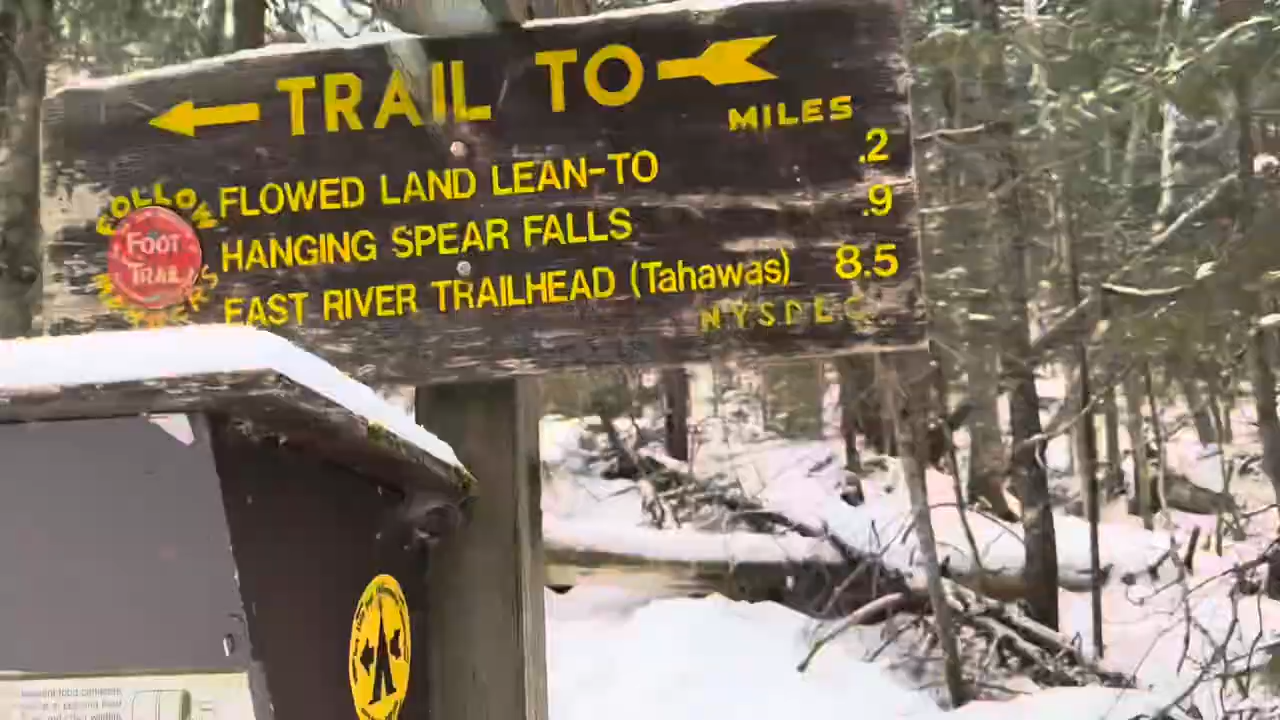 TRAIL TO
MILES
FLOWED LAND LEAN-TO .2
HANGING SPEAR FALLS .9
EAST RIVER TRAILHEAD (Tahawas) 8.5
NYSDEC
FOLLOW
FOOT
TRAIL
MARKERS